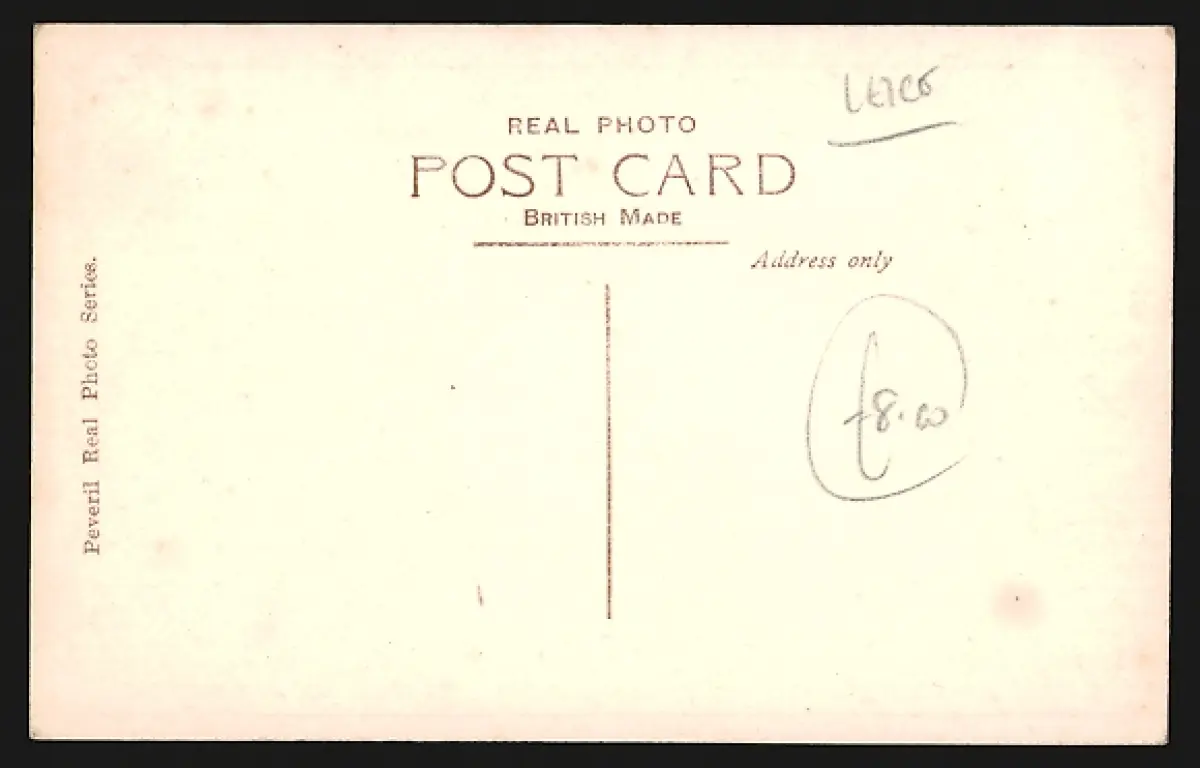 LEICS
REAL PHOTO
POST CARD
BRITISH MADE
Address only
Peveril Real Photo Series.
£8.00